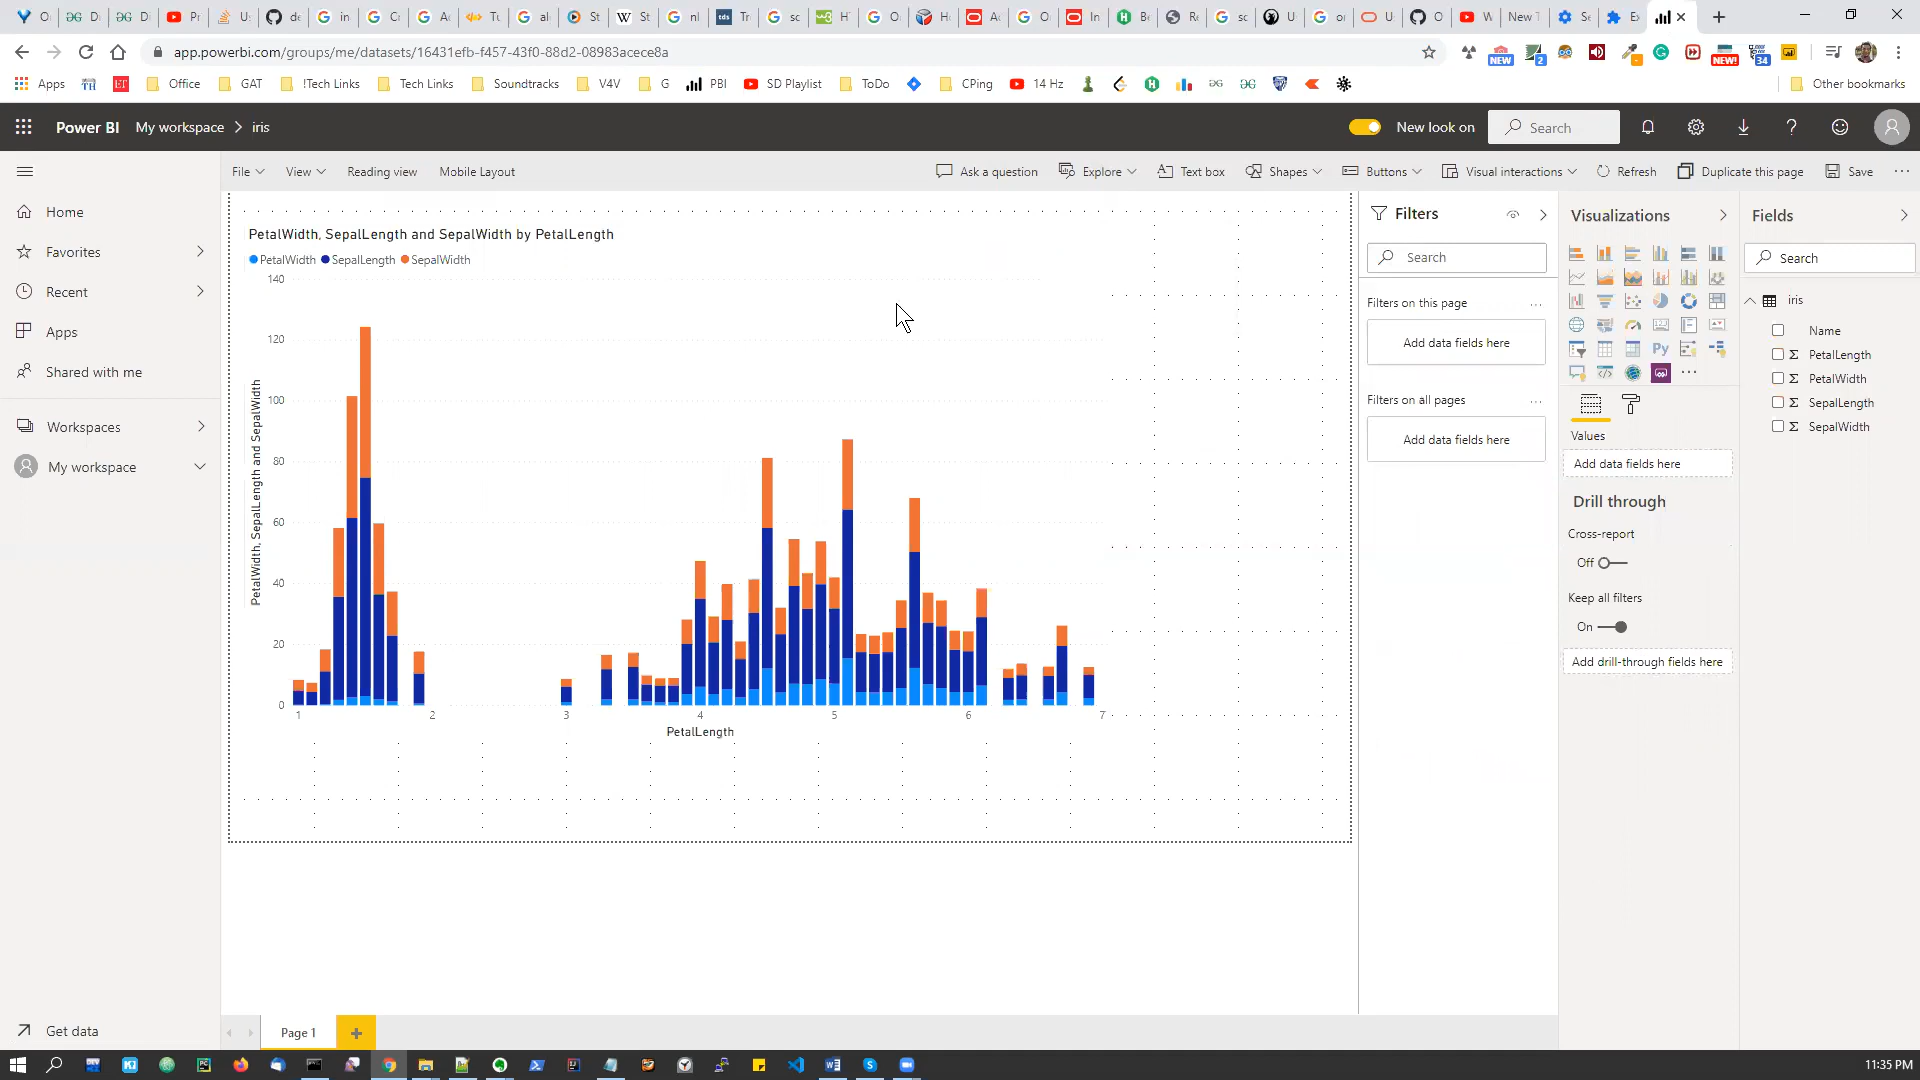 app.powerbi.com/groups/me/datasets/16431efb-f457-43f0-88d2-08983acece8a
NEW
2
NEW!
34
Apps
Office
GAT
!Tech Links
Tech Links
Soundtracks
V4V
G
PBI
SD Playlist
ToDo
CPing
14 Hz
Other bookmarks
Power BI
My workspace
iris
New look on
Search
File
View
Reading view
Mobile Layout
Ask a question
Explore
Text box
Shapes
Buttons
Visual interactions
Refresh
Duplicate this page
Save
Home
Favorites
Recent
Apps
Shared with me
Workspaces
My workspace
Get data
PetalWidth, SepalLength and SepalWidth by PetalLength
PetalWidth
SepalLength
SepalWidth
140
120
100
80
60
40
20
0
PetalWidth, SepalLength and SepalWidth
1
2
3
4
5
6
7
PetalLength
Page 1
Filters
Search
Filters on this page
Add data fields here
Filters on all pages
Add data fields here
Visualizations
Values
Add data fields here
Drill through
Cross-report
Off
Keep all filters
On
Add drill-through fields here
Fields
Search
iris
Name
PetalLength
PetalWidth
SepalLength
SepalWidth
11:35 PM